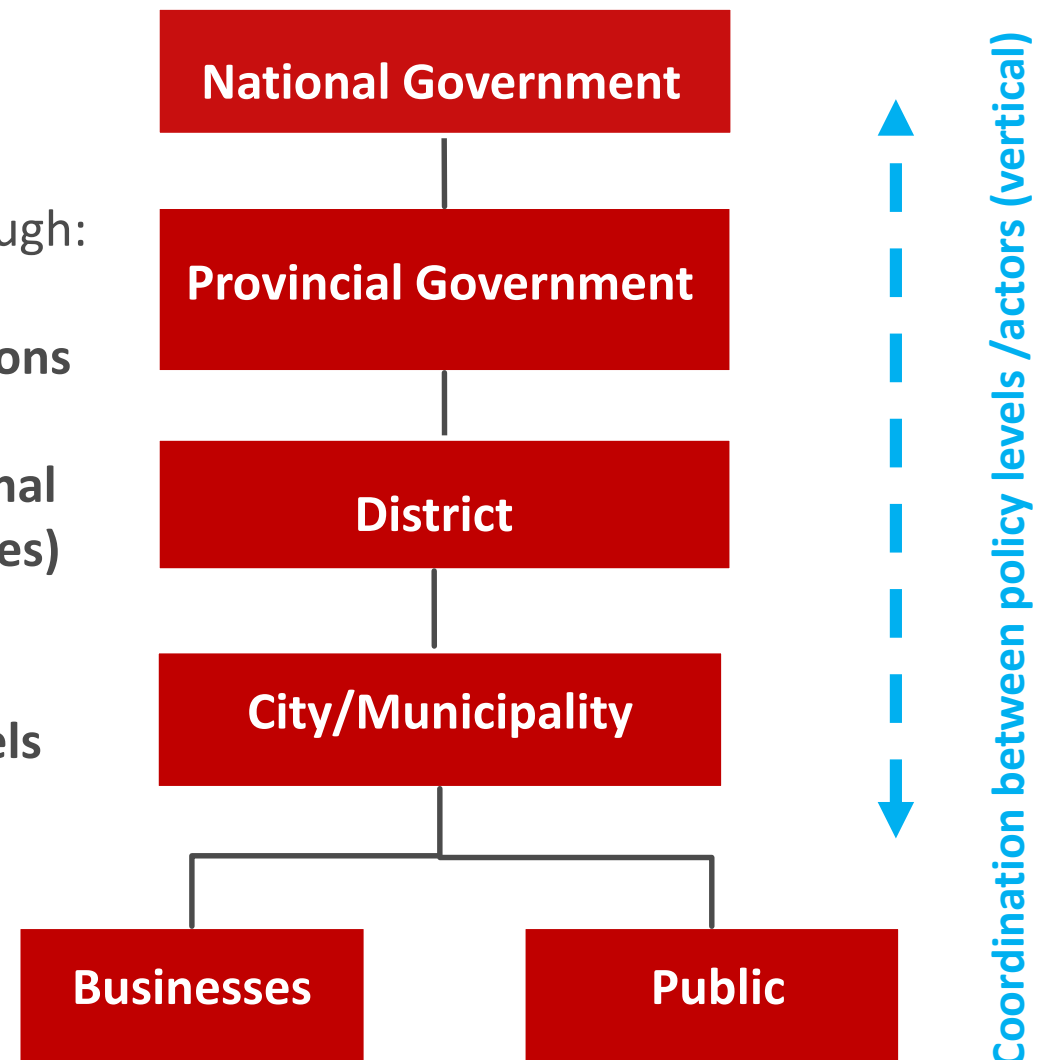 National Government
ugh:
Provincial Government
ons
nal
District
es)
City/Municipality
els
Businesses
Public
Coordination between policy levels /actors (vertical)